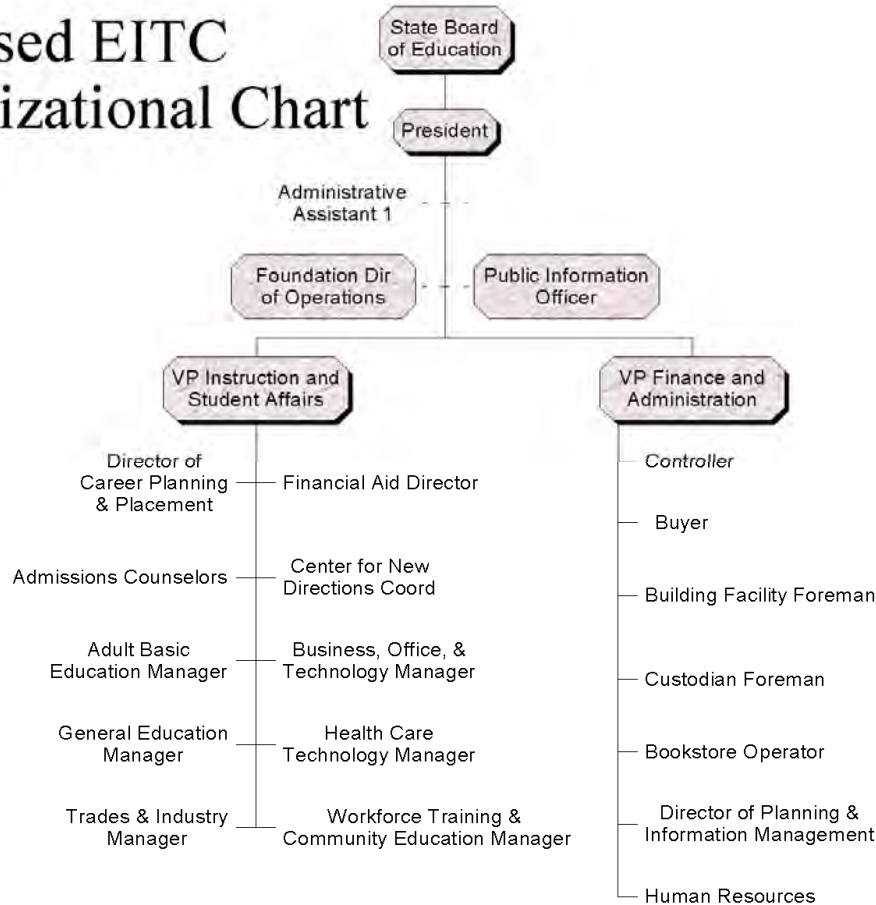 sed EITC
izational Chart
State Board
of Education
President
Administrative
Assistant 1
Foundation Dir
of Operations
Public Information
Officer
VP Instruction and
Student Affairs
VP Finance and
Administration
Director of
Career Planning
& Placement
Financial Aid Director
Admissions Counselors
Center for New
Directions Coord
Adult Basic
Education Manager
Business, Office, &
Technology Manager
General Education
Manager
Health Care
Technology Manager
Trades & Industry
Manager
Workforce Training &
Community Education Manager
Controller
Buyer
Building Facility Foreman
Custodian Foreman
Bookstore Operator
Director of Planning &
Information Management
Human Resources